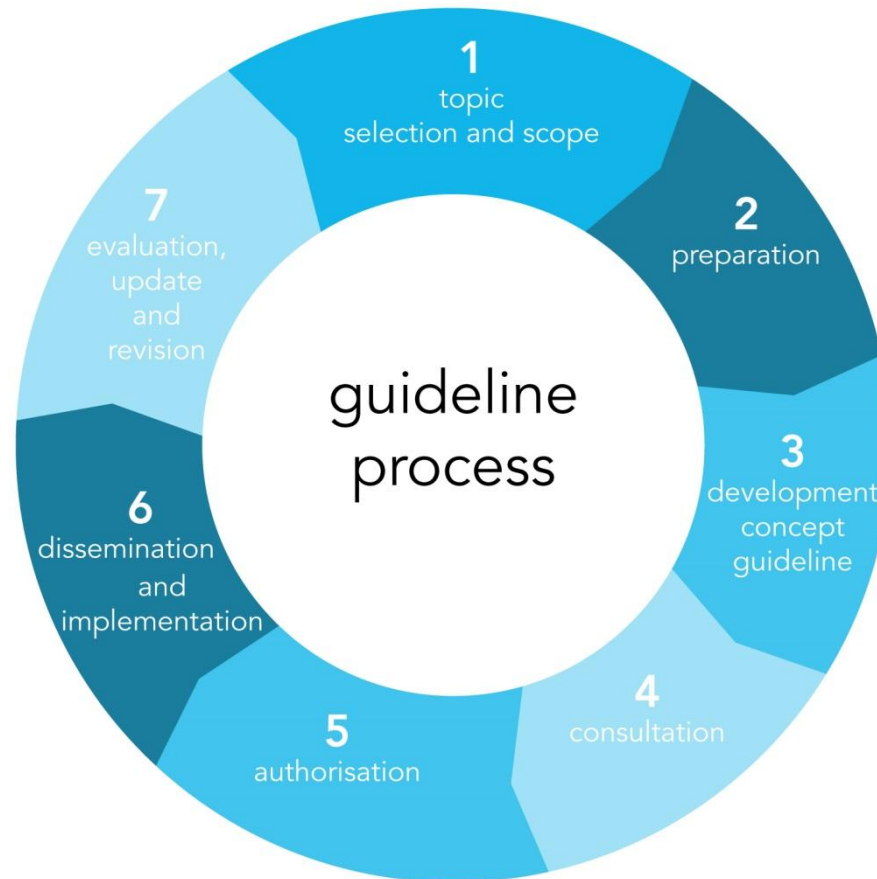 1
topic
selection and scope
2
preparation
3
development
concept
guideline
4
consultation
5
authorisation
6
dissemination
and
implementation
7
evaluation,
update
and
revision
guideline
process